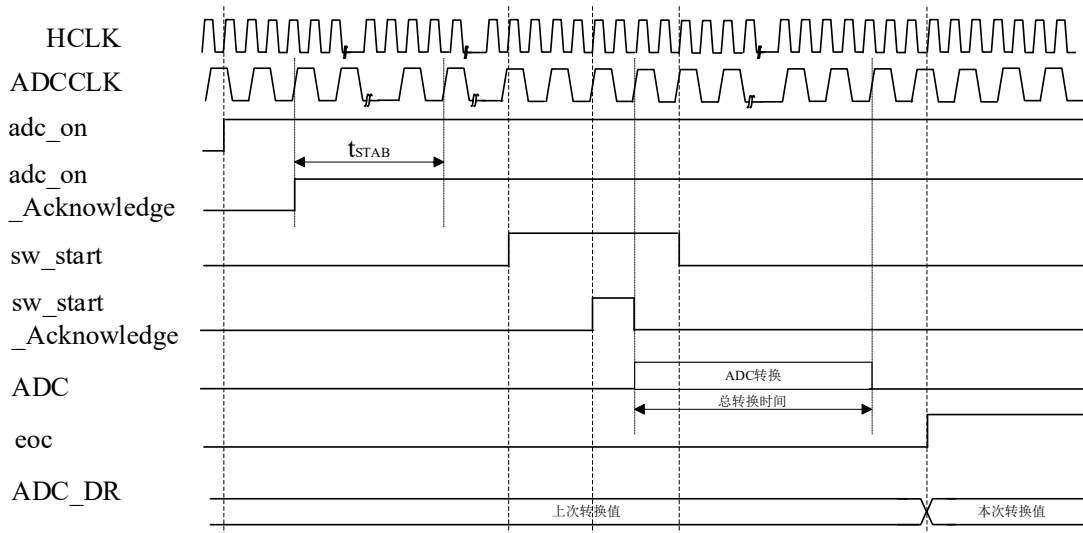 HCLK
ADCCLK
adc_on
tSTAB
adc_on
_Acknowledge
sw_start
sw_start
_Acknowledge
ADC
ADC转换
总转换时间
eoc
ADC_DR
上次转换值
本次转换值